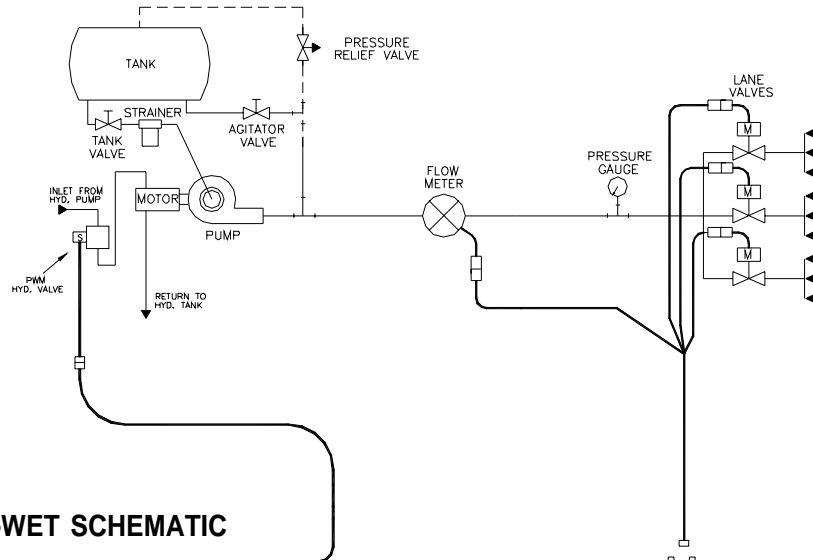 PRESSURE
RELIEF VALVE
TANK
LANE
VALVES
STRAINER
AGITATOR
VALVE
TANK
VALVE
M
FLOW
METER
PRESSURE
GAUGE
INLET FROM
HYD. PUMP
MOTOR
M
PUMP
S
M
PWM
HYD. VALVE
RETURN TO
HYD. TANK
WET SCHEMATIC